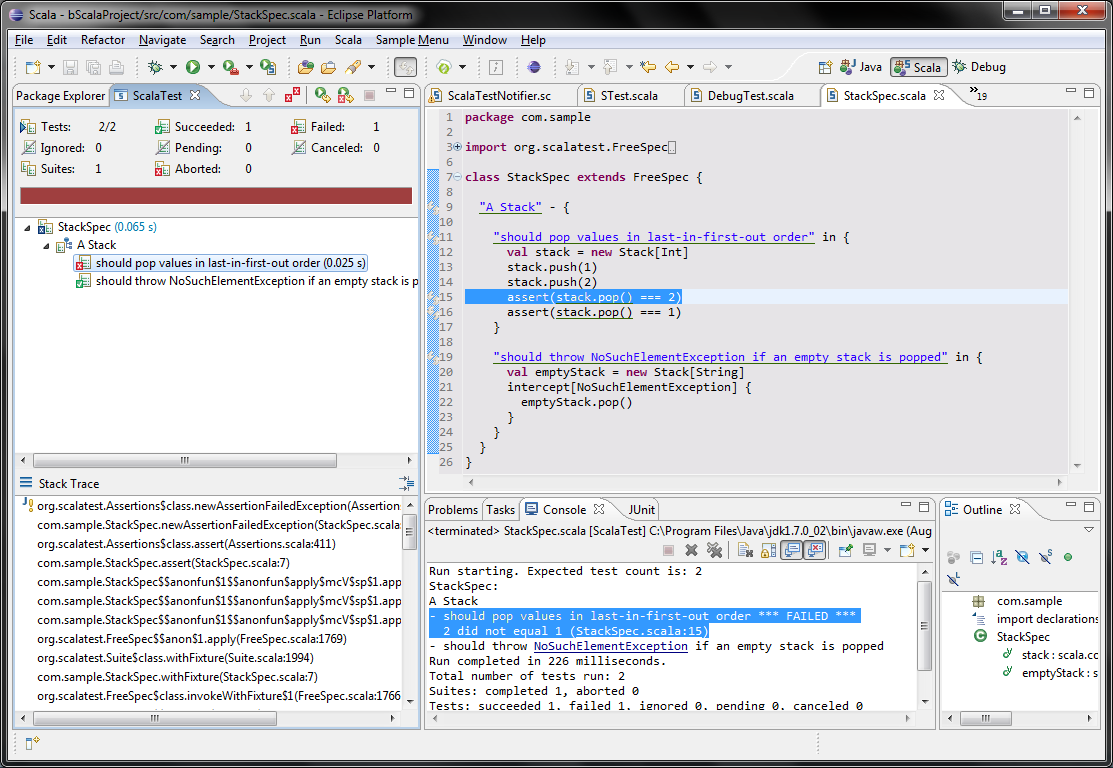 Scala - bScalaProject/src/com/sample/StackSpec.scala - Eclipse Platform
File Edit Refactor Navigate Search Project Run Scala Sample Menu Window Help
Java Scala Debug
Package Explorer ScalaTest
Tests: 2/2 Succeeded: 1 Failed: 1
Ignored: 0 Pending: 0 Canceled: 0
Suites: 1 Aborted: 0
StackSpec (0.065 s)
A Stack
should pop values in last-in-first-out order (0.025 s)
should throw NoSuchElementException if an empty stack is p
Stack Trace
org.scalatest.Assertions$class.newAssertionFailedException(Assertions
com.sample.StackSpec.newAssertionFailedException(StackSpec.scala
org.scalatest.Assertions$class.assert(Assertions.scala:411)
com.sample.StackSpec.assert(StackSpec.scala:7)
com.sample.StackSpec$$anonfun$1$$anonfun$apply$mcV$sp$1.app
com.sample.StackSpec$$anonfun$1$$anonfun$apply$mcV$sp$1.app
com.sample.StackSpec$$anonfun$1$$anonfun$apply$mcV$sp$1.app
org.scalatest.FreeSpec$$anon$1.apply(FreeSpec.scala:1769)
org.scalatest.Suite$class.withFixture(Suite.scala:1994)
com.sample.StackSpec.withFixture(StackSpec.scala:7)
org.scalatest.FreeSpec$class.invokeWithFixture$1(FreeSpec.scala:1766
ScalaTestNotifier.sc STest.scala DebugTest.scala StackSpec.scala »19
1 package com.sample
2
3 import org.scalatest.FreeSpec
6
7 class StackSpec extends FreeSpec {
8
9 "A Stack" - {
10
11 "should pop values in last-in-first-out order" in {
12 val stack = new Stack[Int]
13 stack.push(1)
14 stack.push(2)
15 assert(stack.pop() === 2)
16 assert(stack.pop() === 1)
17 }
18
19 "should throw NoSuchElementException if an empty stack is popped" in {
20 val emptyStack = new Stack[String]
21 intercept[NoSuchElementException] {
22 emptyStack.pop()
23 }
24 }
25 }
26 }
Problems Tasks Console JUnit
<terminated> StackSpec.scala [ScalaTest] C:\Program Files\Java\jdk1.7.0_02\bin\javaw.exe (Aug
Run starting. Expected test count is: 2
StackSpec:
A Stack
- should pop values in last-in-first-out order *** FAILED ***
2 did not equal 1 (StackSpec.scala:15)
- should throw NoSuchElementException if an empty stack is popped
Run completed in 226 milliseconds.
Total number of tests run: 2
Suites: completed 1, aborted 0
Tests: succeeded 1, failed 1, ignored 0, pending 0, canceled 0
Outline
com.sample
import declarations
StackSpec
stack : scala.co
emptyStack : s